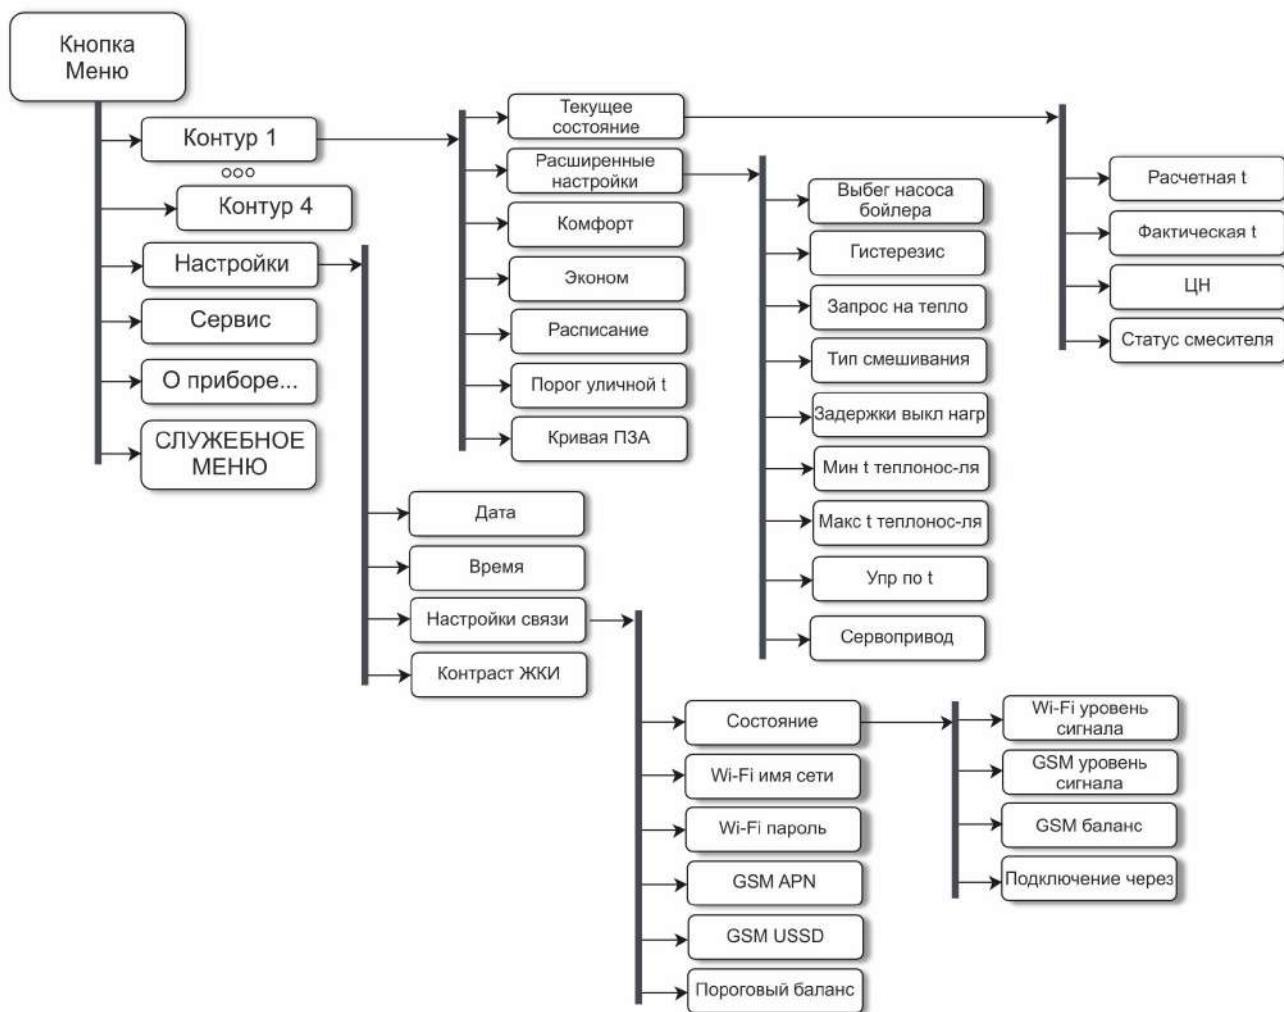 Кнопка
Меню
Контур 1
ооо
Контур 4
Настройки
Сервис
О приборе...
СЛУЖЕБНОЕ
МЕНЮ
Текущее
состояние
Расширенные
настройки
Комфорт
Эконом
Расписание
Порог уличной t
Кривая ПЗА
Расчетная t
Фактическая t
ЦН
Статус смесителя
Выбег насоса
бойлера
Гистерезис
Запрос на тепло
Тип смешивания
Задержки выкл нагр
Мин t теплонос-ля
Макс t теплонос-ля
Упр по t
Сервопривод
Дата
Время
Настройки связи
Контраст ЖКИ
Состояние
Wi-Fi имя сети
Wi-Fi пароль
GSM APN
GSM USSD
Пороговый баланс
Wi-Fi уровень
сигнала
GSM уровень
сигнала
GSM баланс
Подключение через